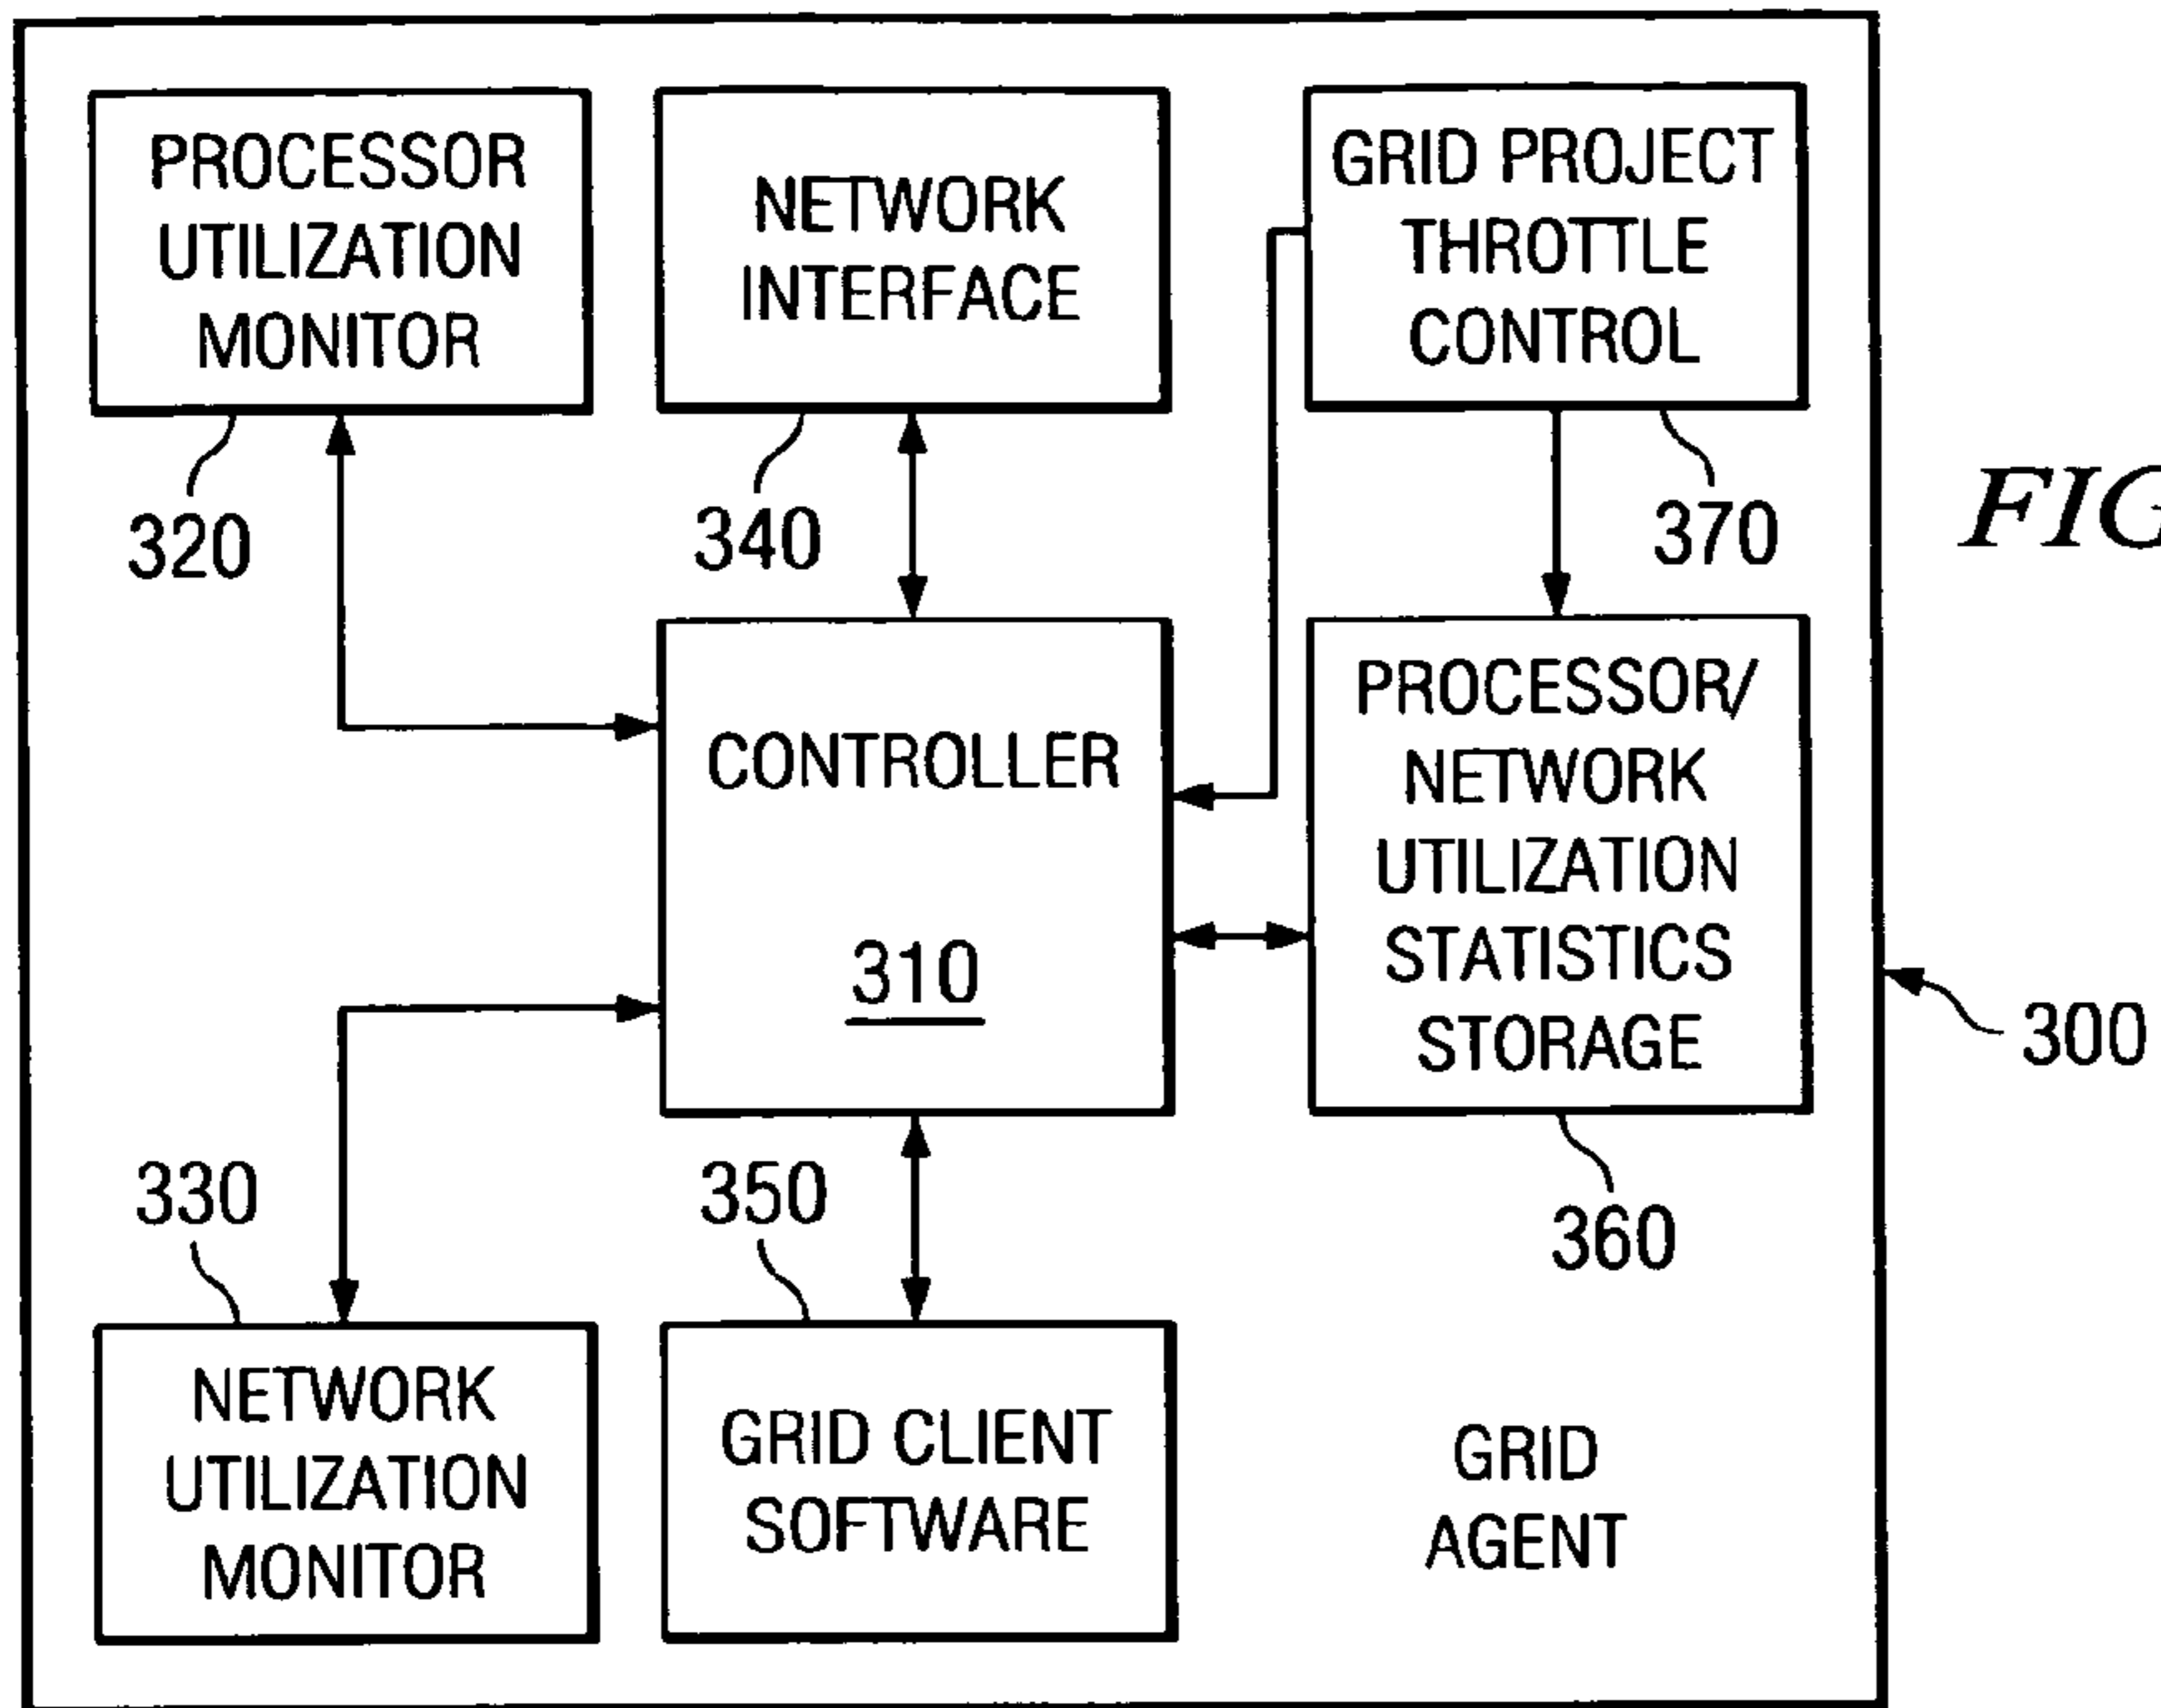 PROCESSOR
UTILIZATION
MONITOR
320
NETWORK
INTERFACE
340
GRID PROJECT
THROTTLE
CONTROL
370
FIG
CONTROLLER
310
PROCESSOR/
NETWORK
UTILIZATION
STATISTICS
STORAGE
360
300
330
NETWORK
UTILIZATION
MONITOR
350
GRID CLIENT
SOFTWARE
GRID
AGENT